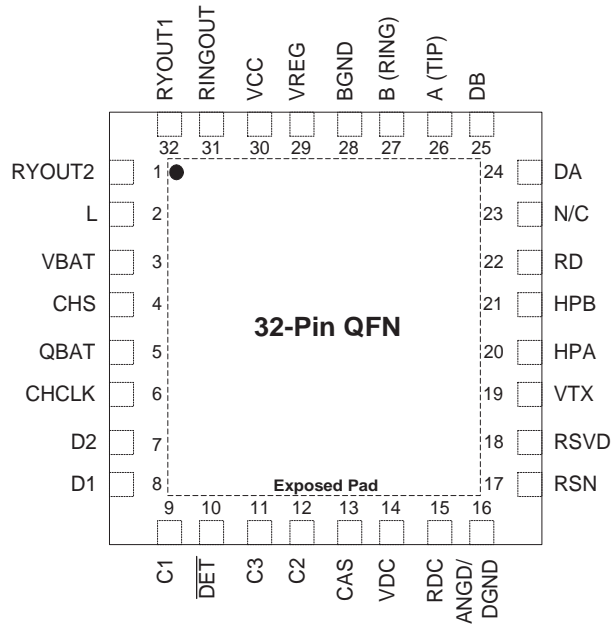 RYOUT1
RINGOUT
VCC
VREG
BGND
B (RING)
A (TIP)
DB
32 31 30 29 28 27 26 25
RYOUT2 1 24 DA
L 2 23 N/C
VBAT 3 22 RD
CHS 4 21 HPB
32-Pin QFN
QBAT 5 20 HPA
CHCLK 6 19 VTX
D2 7 18 RSVD
D1 8 17 RSN
Exposed Pad
9 10 11 12 13 14 15 16
C1
DET
C3
C2
CAS
VDC
RDC
ANGD/
DGND